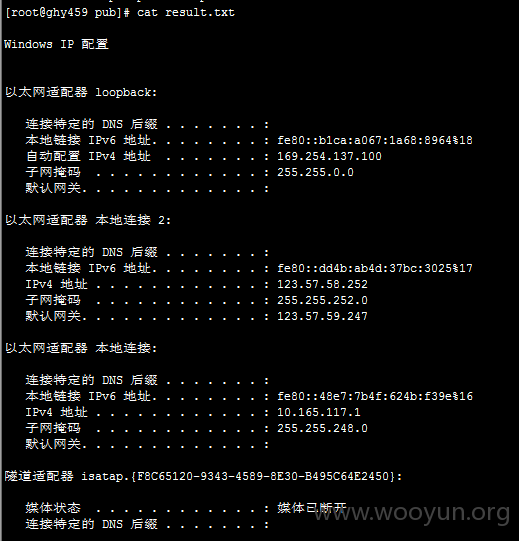 [root@ghy459 pub]# cat result.txt
Windows IP 配置
以太网适配器 loopback:
连接特定的 DNS 后缀 . . . . . . . :
本地链接 IPv6 地址. . . . . . . . : fe80::b1ca:a067:1a68:8964%18
自动配置 IPv4 地址 . . . . . . . : 169.254.137.100
子网掩码 . . . . . . . . . . . . : 255.255.0.0
默认网关. . . . . . . . . . . . . :
以太网适配器 本地连接 2:
连接特定的 DNS 后缀 . . . . . . . :
本地链接 IPv6 地址. . . . . . . . : fe80::dd4b:ab4d:37bc:3025%17
IPv4 地址 . . . . . . . . . . . . : 123.57.58.252
子网掩码 . . . . . . . . . . . . : 255.255.252.0
默认网关. . . . . . . . . . . . . : 123.57.59.247
以太网适配器 本地连接:
连接特定的 DNS 后缀 . . . . . . . :
本地链接 IPv6 地址. . . . . . . . : fe80::48e7:7b4f:624b:f39e%16
IPv4 地址 . . . . . . . . . . . . : 10.165.117.1
子网掩码 . . . . . . . . . . . . : 255.255.248.0
默认网关. . . . . . . . . . . . . :
隧道适配器 isatap.{F8C65120-9343-4589-8E30-B495C64E2450}:
媒体状态 . . . . . . . . . . . . : 媒体已断开
连接特定的 DNS 后缀 . . . . . . . :
www.wooyun.org